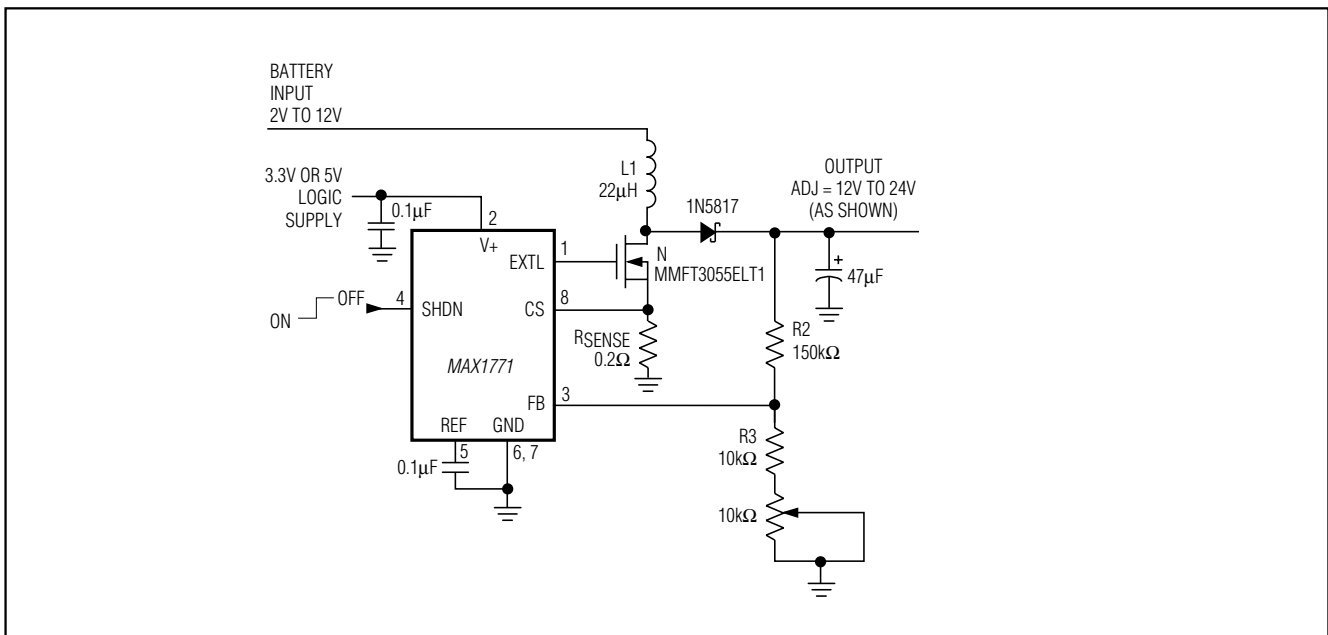 BATTERY
INPUT
2V TO 12V
3.3V OR 5V
LOGIC
SUPPLY
0.1μF
2
V+
L1
22μH
1N5817
OUTPUT
ADJ = 12V TO 24V
(AS SHOWN)
EXTL
1
N
MMFT3055ELT1
+
47μF
ON
OFF
4
SHDN
CS
8
RSENSE
0.2Ω
R2
150kΩ
MAX1771
FB
3
REF
GND
5
6, 7
0.1μF
R3
10kΩ
10kΩ